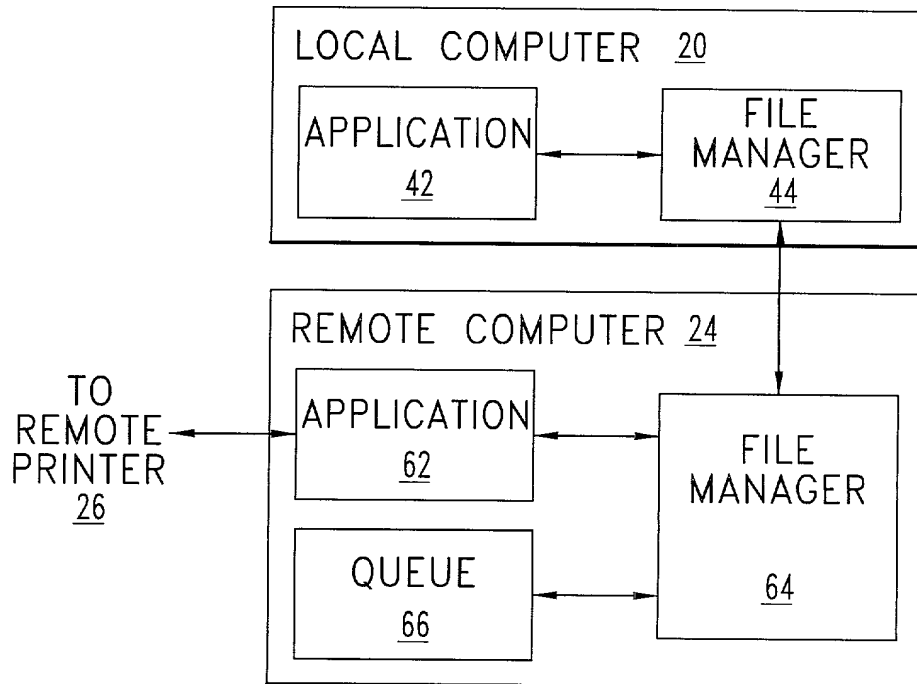 LOCAL COMPUTER 20
APPLICATION
42
FILE
MANAGER
44
REMOTE COMPUTER 24
TO
REMOTE
PRINTER
26
APPLICATION
62
FILE
MANAGER
64
QUEUE
66